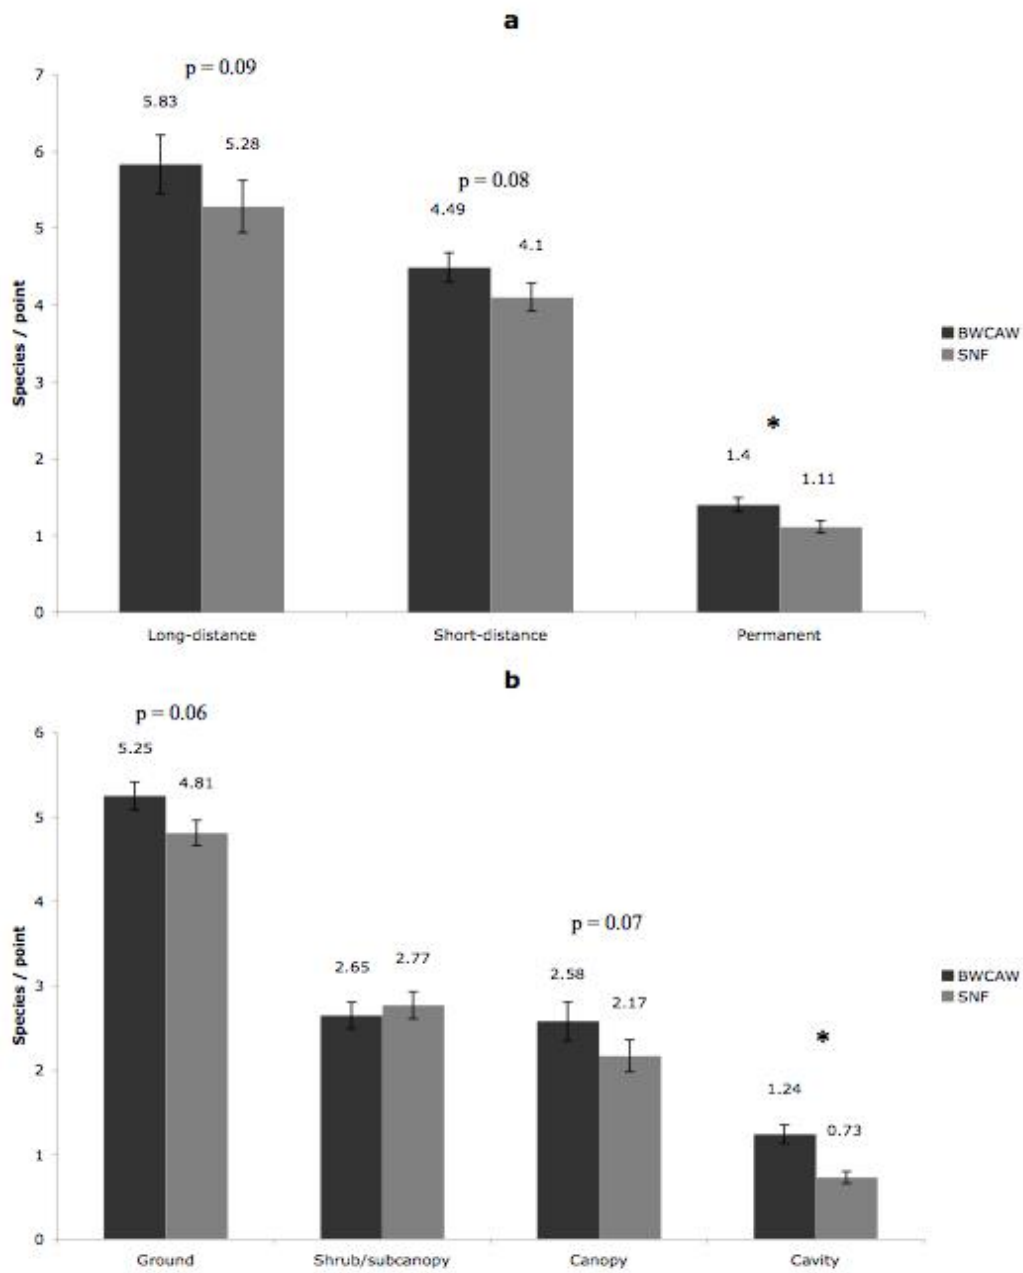 a
p = 0.09
7
5.83
6
5.28
p = 0.08
4.49
5
4.1
4
Species / point
BWCAW
SNF
3
*
2
1.4
1.11
1
0
Long-distance Short-distance Permanent
b
p = 0.06
6
5.25
4.81
5
4
p = 0.07
Species / point
2.65 2.77 2.58
BWCAW
SNF
3
2.17
*
2
1.24
0.73
1
0
Ground Shrub/subcanopy Canopy Cavity